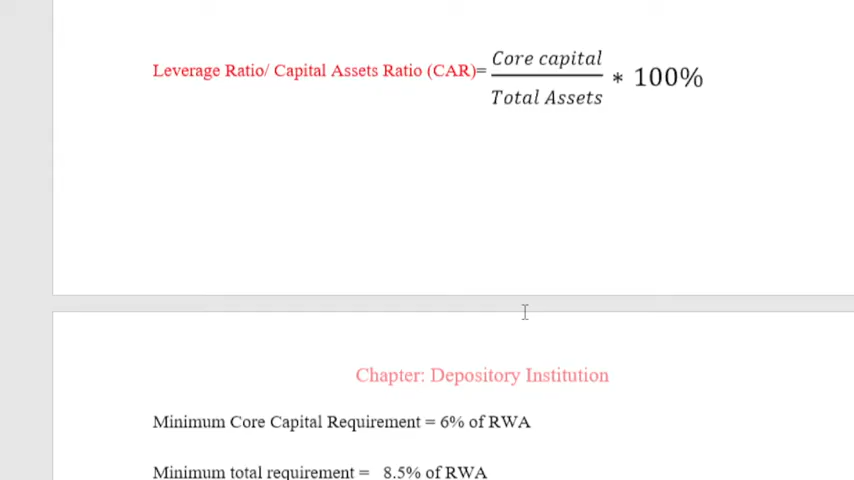 Leverage Ratio/ Capital Assets Ratio (CAR)= Core capital / Total Assets * 100%
Chapter: Depository Institution
Minimum Core Capital Requirement = 6% of RWA
Minimum total requirement = 8.5% of RWA